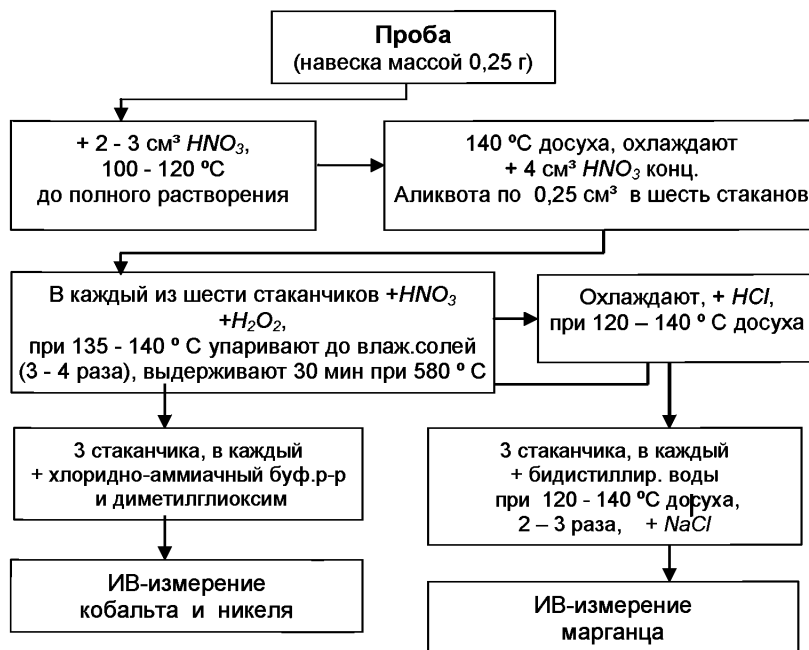 Проба
(навеска массой 0,25 г)
+ 2 - 3 см³ HNO₃,
100 - 120 ºС
до полного растворения
140 ºС досуха, охлаждают
+ 4 см³ HNO₃ конц.
Аликвота по 0,25 см³ в шесть стаканов
В каждый из шести стаканчиков +HNO₃
+H₂O₂,
при 135 - 140 º С упаривают до влаж.солей
(3 - 4 раза), выдерживают 30 мин при 580 º С
Охлаждают, + HCl,
при 120 – 140 º С досуха
3 стаканчика, в каждый
+ хлоридно-аммиачный буф.р-р
и диметилглиоксим
3 стаканчика, в каждый
+ бидистиллир. воды
при 120 - 140 ºС досуха,
2 – 3 раза, + NaCl
ИВ-измерение
кобальта и никеля
ИВ-измерение
марганца